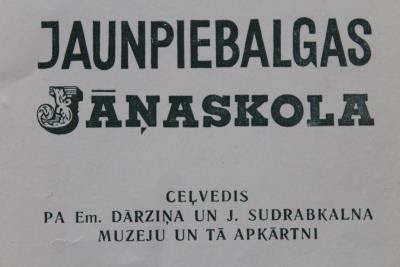 JAUNPIEBALGAS
JĀŅASKOLA
CEĻVEDIS
PA Em. DĀRZIŅA UN J. SUDRABKALNA
MUZEJU UN TĀ APKĀRTNI